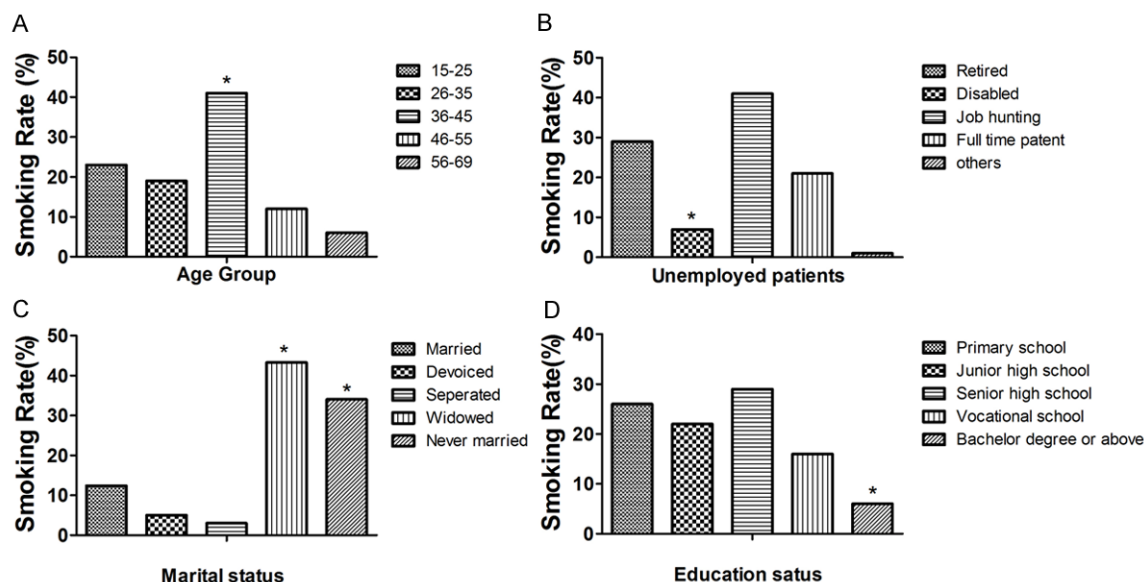 A
Smoking Rate (%)
50
40
30
20
10
0
*
Age Group
15-25
26-35
36-45
46-55
56-69
B
Smoking Rate (%)
50
40
30
20
10
0
*
Unemployed patients
Retired
Disabled
Job hunting
Full time patent
others
C
Smoking Rate(%)
50
40
30
20
10
0
*
*
Marital status
Married
Devoiced
Seperated
Widowed
Never married
D
Smoking Rate(%)
40
30
20
10
0
*
Education satus
Primary school
Junior high school
Senior high school
Vocational school
Bachelor degree or above